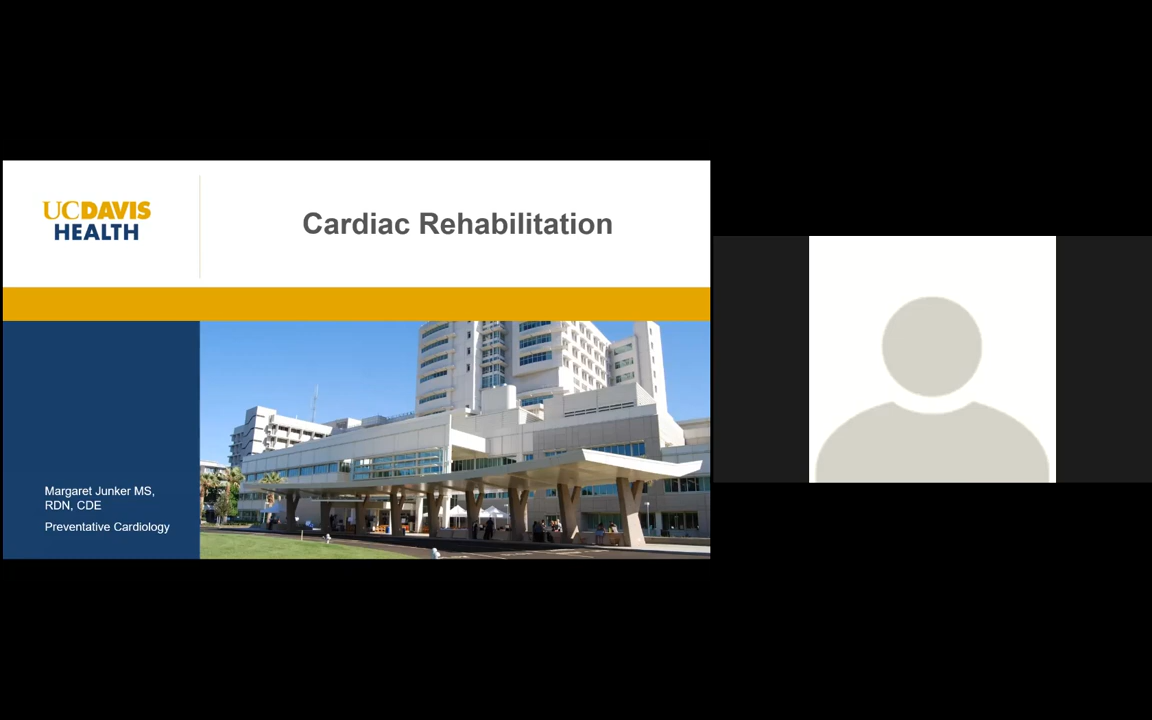 UCDAVIS
HEALTH
Cardiac Rehabilitation
Margaret Junker MS,
RDN, CDE
Preventative Cardiology